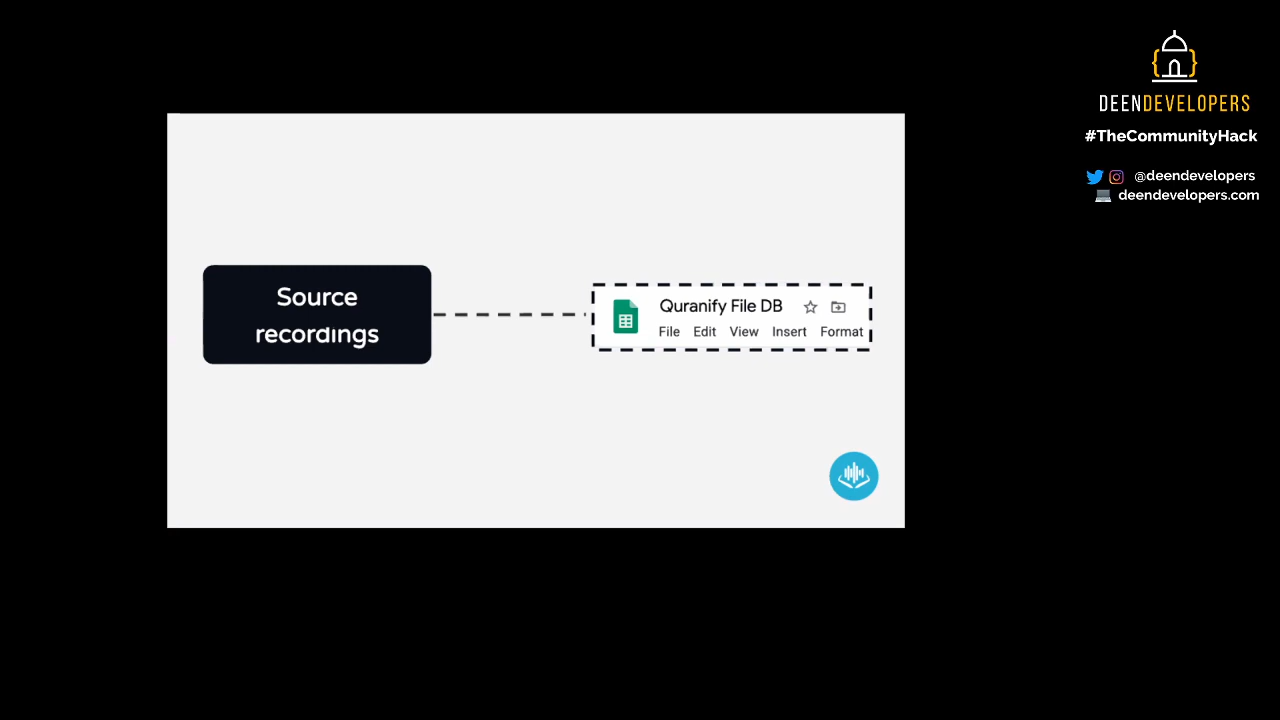 DEENDEVELOPERS
#TheCommunityHack
@deendevelopers
deendevelopers.com
Source
recordings
Quranify File DB
File Edit View Insert Format